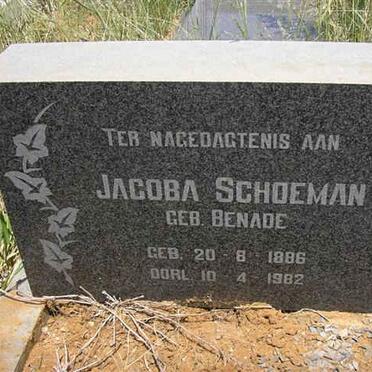 TER NAGEDAGTENIS AAN
JACOBA SCHOEMAN
GEB. BENADE
GEB. 20-8-1886
OORL. 10-4-1982